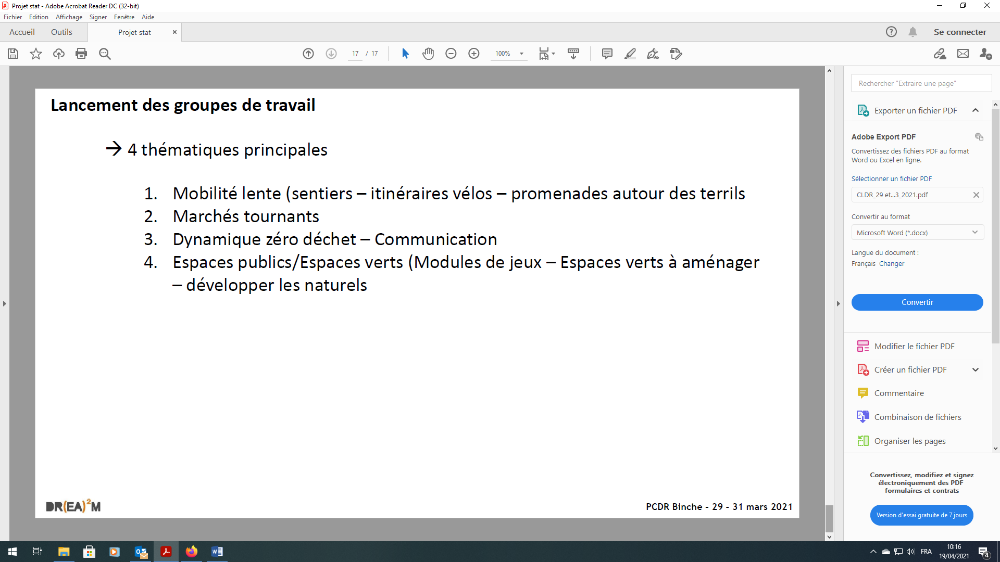 Projet stat - Adobe Acrobat Reader DC (32-bit)
Fichier Edition Affichage Signer Fenêtre Aide
Accueil Outils Projet stat × Se connecter
17 / 17 100%
Lancement des groupes de travail
→ 4 thématiques principales
1. Mobilité lente (sentiers – itinéraires vélos – promenades autour des terrils
2. Marchés tournants
3. Dynamique zéro déchet – Communication
4. Espaces publics/Espaces verts (Modules de jeux – Espaces verts à aménager
– développer les naturels
DR(EA)²M
PCDR Binche - 29 - 31 mars 2021
Rechercher "Extraire une page"
Exporter un fichier PDF
Adobe Export PDF
Convertissez des fichiers PDF au format
Word ou Excel en ligne.
Sélectionner un fichier PDF
CLDR_29 et...3_2021.pdf
Convertir au format
Microsoft Word (*.docx)
Langue du document :
Français Changer
Convertir
Modifier le fichier PDF
Créer un fichier PDF
Commentaire
Combinaison de fichiers
Organiser les pages
Convertissez, modifiez et signez
électroniquement des PDF
formulaires et contrats
Version d'essai gratuite de 7 jours
FRA
10:16
19/04/2021
4